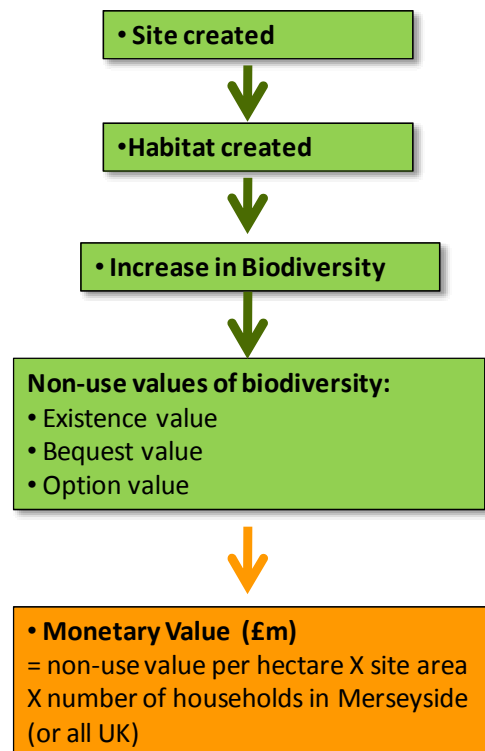 • Site created
•Habitat created
• Increase in Biodiversity
Non-use values of biodiversity:
• Existence value
• Bequest value
• Option value
• Monetary Value (£m)
= non-use value per hectare X site area
X number of households in Merseyside
(or all UK)